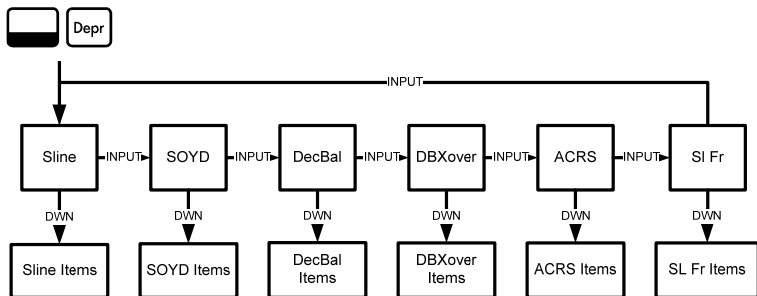 Depr
INPUT
Sline
INPUT
SOYD
INPUT
DecBal
INPUT
DBXover
INPUT
ACRS
INPUT
Sl Fr
DWN
DWN
DWN
DWN
DWN
DWN
Sline Items
SOYD Items
DecBal
Items
DBXover
Items
ACRS Items
SL Fr Items